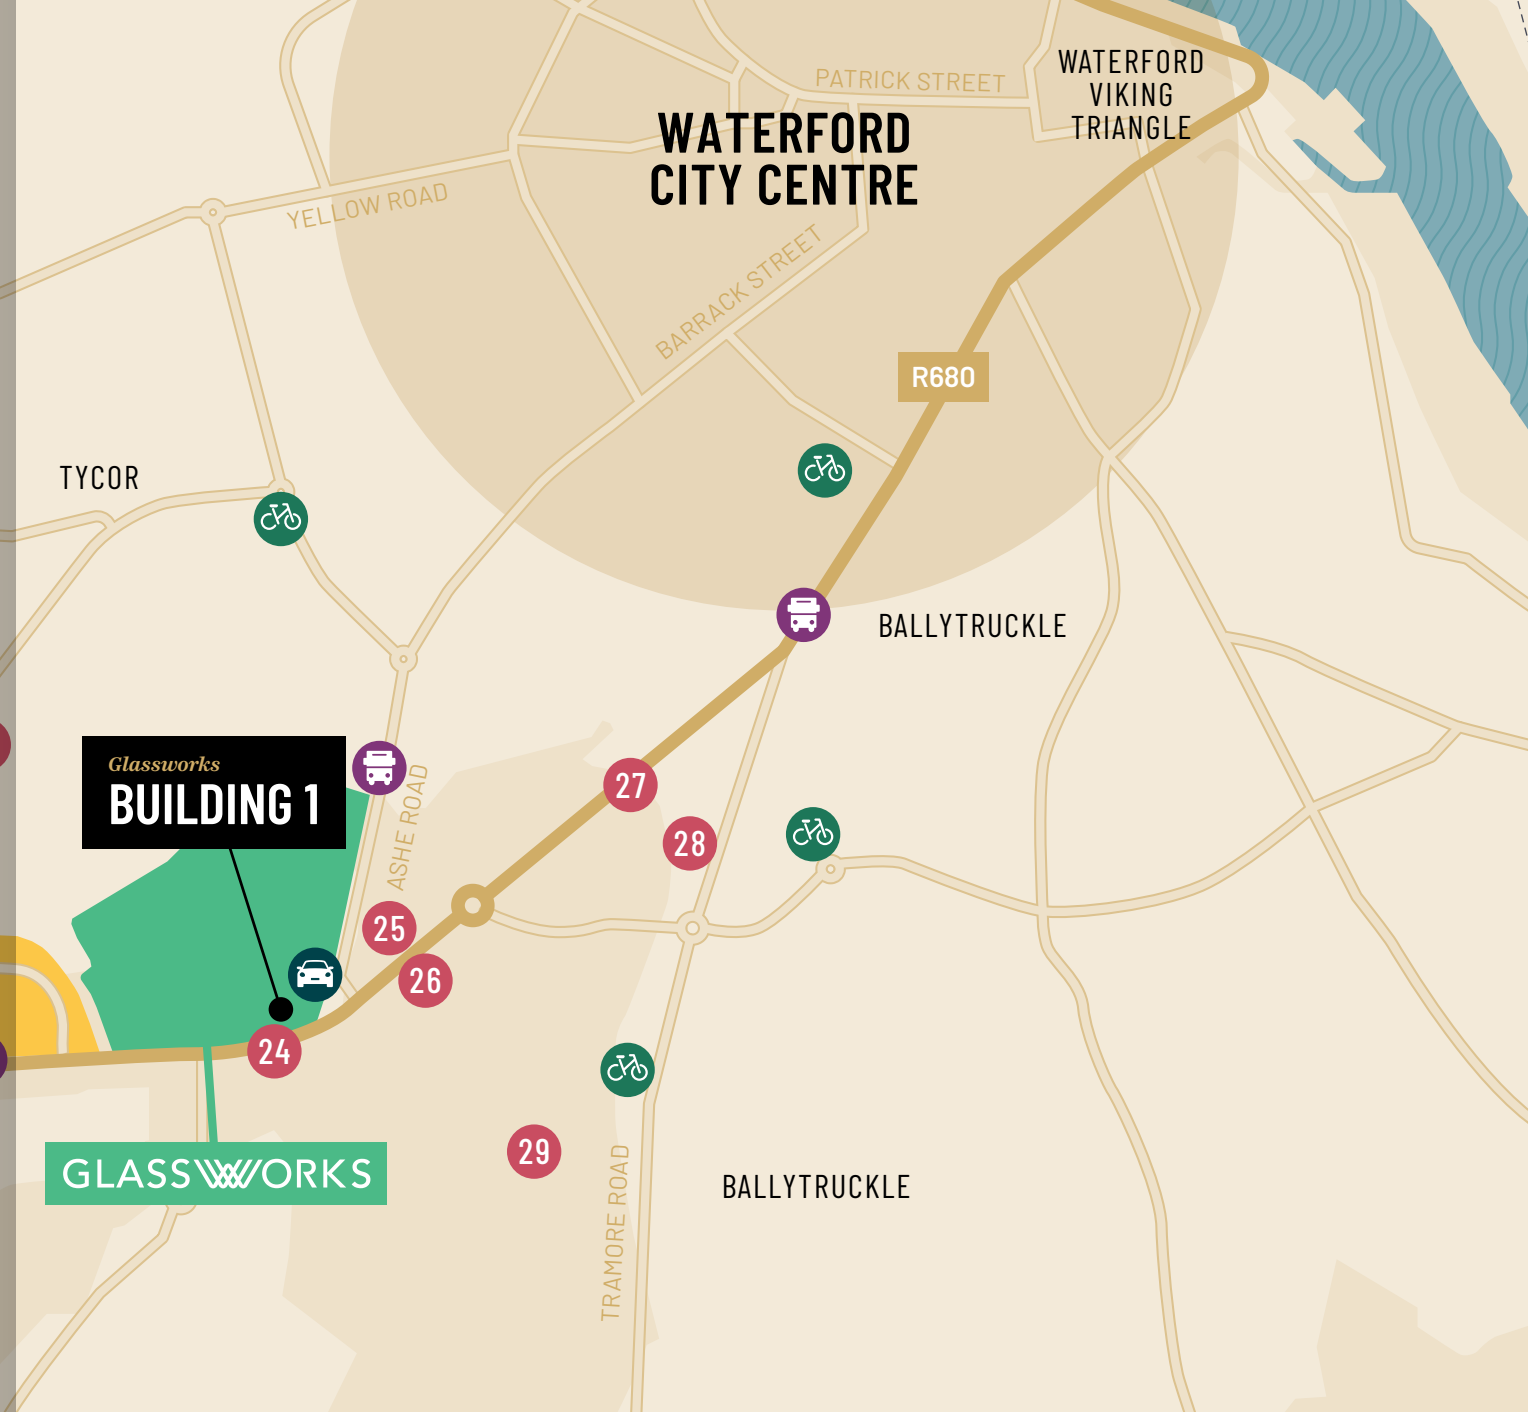 PATRICK STREET
WATERFORD
VIKING
TRIANGLE
WATERFORD
CITY CENTRE
YELLOW ROAD
BARRACK STREET
R680
TYCOR
BALLYTRUCKLE
Glassworks
BUILDING 1
ASHE ROAD
27
28
25
26
24
29
GLASSWORKS
TRAMORE ROAD
BALLYTRUCKLE